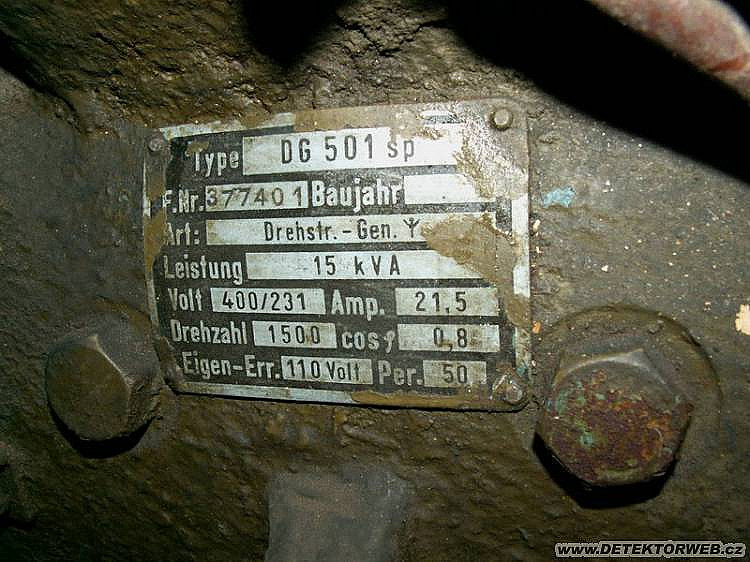 Type DG 501 sp
F.Nr. 377401 Baujahr
Art: Drehstr.-Gen.
Leistung 15 kVA
Volt 400/231 Amp. 21,5
Drehzahl 1500 cos φ 0,8
Eigen-Err. 110 Volt Per. 50
www.DETEKTORWEB.cz